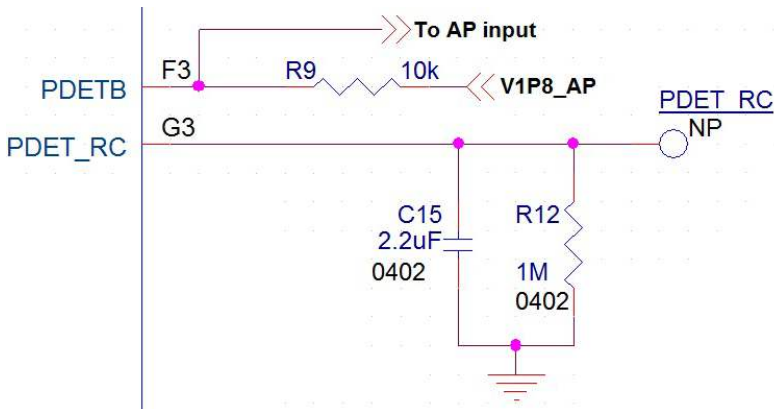 To AP input
F3
R9
10k
PDETB
V1P8_AP
PDET_RC
G3
NP
PDET_RC
C15
R12
2.2uF
0402
1M
0402